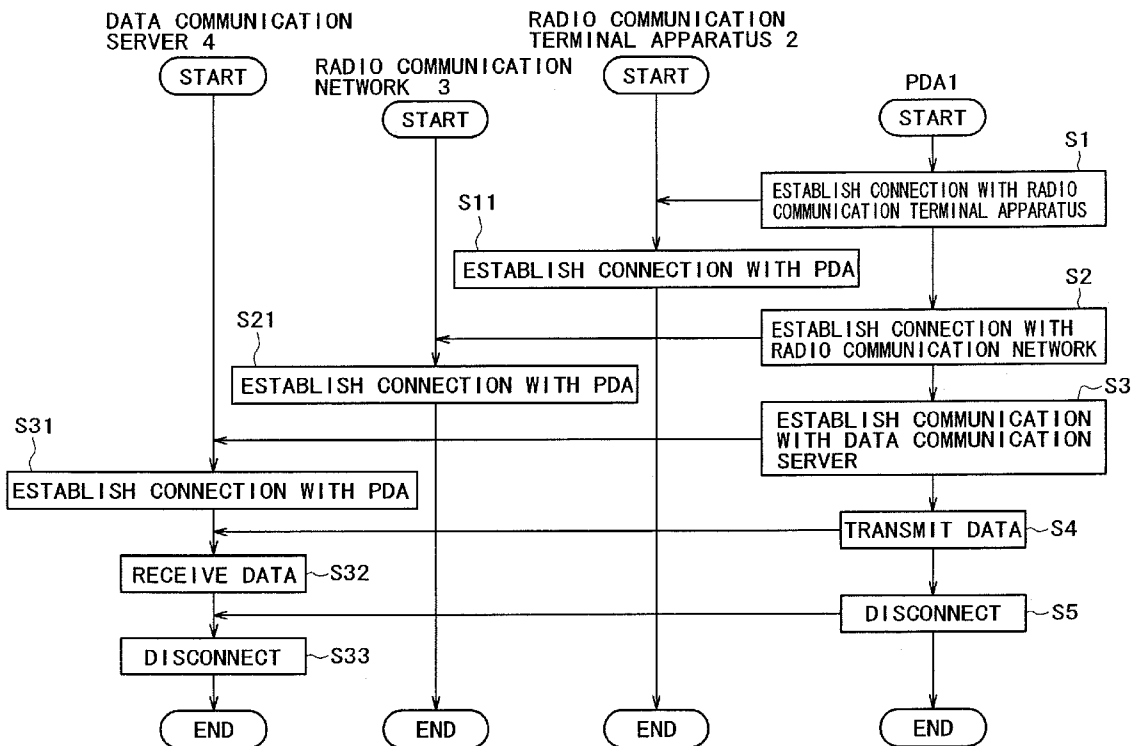 DATA COMMUNICATION
SERVER 4
START
RADIO COMMUNICATION
NETWORK 3
START
RADIO COMMUNICATION
TERMINAL APPARATUS 2
START
PDA1
START
S1
ESTABLISH CONNECTION WITH RADIO
COMMUNICATION TERMINAL APPARATUS
S11
ESTABLISH CONNECTION WITH PDA
S2
ESTABLISH CONNECTION WITH
RADIO COMMUNICATION NETWORK
S21
ESTABLISH CONNECTION WITH PDA
S3
ESTABLISH COMMUNICATION
WITH DATA COMMUNICATION
SERVER
S31
ESTABLISH CONNECTION WITH PDA
TRANSMIT DATA
S4
RECEIVE DATA
S32
DISCONNECT
S5
DISCONNECT
S33
END
END
END
END